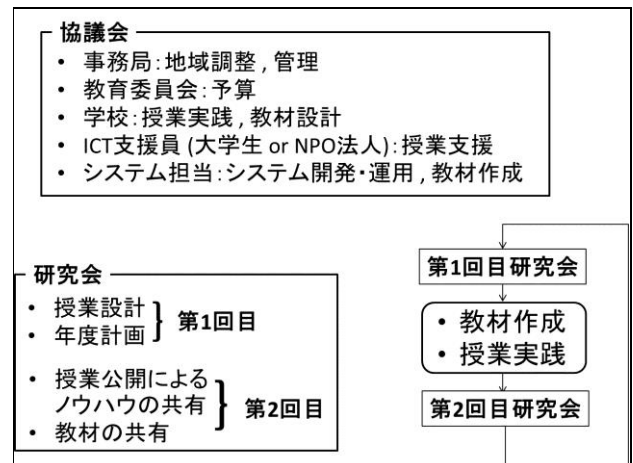 協議会
• 事務局:地域調整 , 管理
• 教育委員会:予算
• 学校:授業実践 , 教材設計
• ICT支援員 (大学生 or NPO法人):授業支援
• システム担当:システム開発・運用 , 教材作成
研究会
• 授業設計
• 年度計画
第1回目
• 授業公開による
ノウハウの共有
• 教材の共有
第2回目
第1回目研究会
• 教材作成
• 授業実践
第2回目研究会